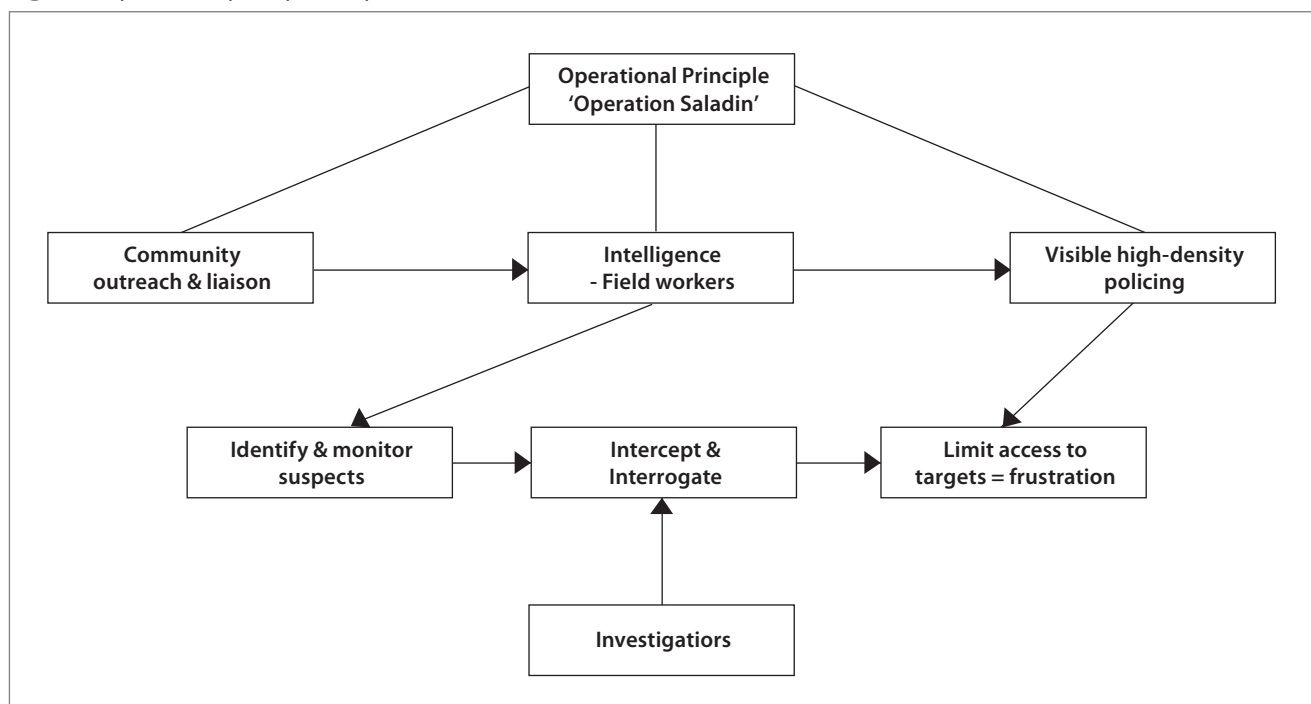 Operational Principle
'Operation Saladin'
Community
outreach & liaison
Intelligence
- Field workers
Visible high-density
policing
Identify & monitor
suspects
Intercept &
Interrogate
Limit access to
targets = frustration
Investigatiors